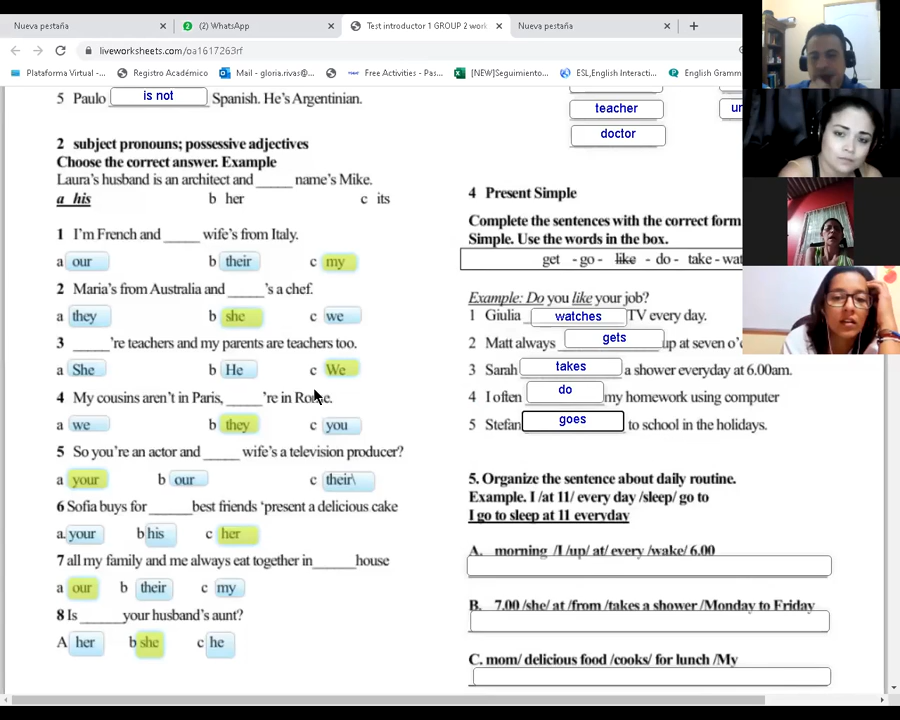 Nueva pestaña
(2) WhatsApp
Test introductor 1 GROUP 2 work
Nueva pestaña
liveworksheets.com/oa1617263rf
Plataforma Virtual -...
Registro Académico
Mail - gloria.rivas@...
Free Activities - Pas...
[NEW]Seguimiento...
ESL,English Interacti...
English Grammar
5 Paulo is not Spanish. He's Argentinian.
2 subject pronouns; possessive adjectives
Choose the correct answer. Example
Laura's husband is an architect and _____ name's Mike.
a his b her c its
1 I'm French and _____ wife's from Italy.
a our b their c my
2 Maria's from Australia and _____'s a chef.
a they b she c we
3 _____'re teachers and my parents are teachers too.
a She b He c We
4 My cousins aren't in Paris, _____'re in Rome.
a we b they c you
5 So you're an actor and _____ wife's a television producer?
a your b our c their\
6 Sofia buys for ______best friends 'present a delicious cake
a. your b his c her
7 all my family and me always eat together in______house
a our b their c my
8 Is ______your husband's aunt?
A her b she c he
teacher
doctor
un
4 Present Simple
Complete the sentences with the correct form
Simple. Use the words in the box.
get - go - like - do - take - wat
Example: Do you like your job?
1 Giulia watches TV every day.
2 Matt always gets up at seven o'c
3 Sarah takes a shower everyday at 6.00am.
4 I often do my homework using computer
5 Stefan goes to school in the holidays.
5. Organize the sentence about daily routine.
Example. I /at 11/ every day /sleep/ go to
I go to sleep at 11 everyday
A. morning /I /up/ at/ every /wake/ 6.00
B. 7.00 /she/ at /from /takes a shower /Monday to Friday
C. mom/ delicious food /cooks/ for lunch /My